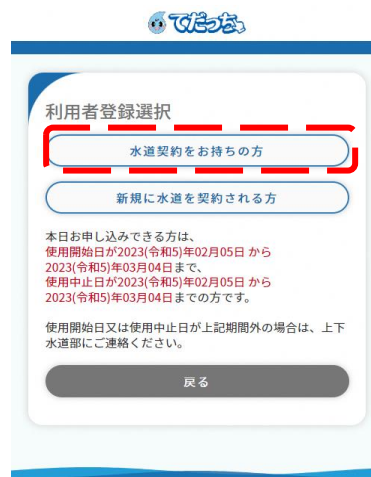 てだっちゃ
利用者登録選択
水道契約をお持ちの方
新規に水道を契約される方
本日お申し込みできる方は、
使用開始日が2023(令和5)年02月05日 から
2023(令和5)年03月04日まで、
使用中止日が2023(令和5)年02月05日 から
2023(令和5)年03月04日までの方です。
使用開始日又は使用中止日が上記期間外の場合は、上下
水道部にご連絡ください。
戻る